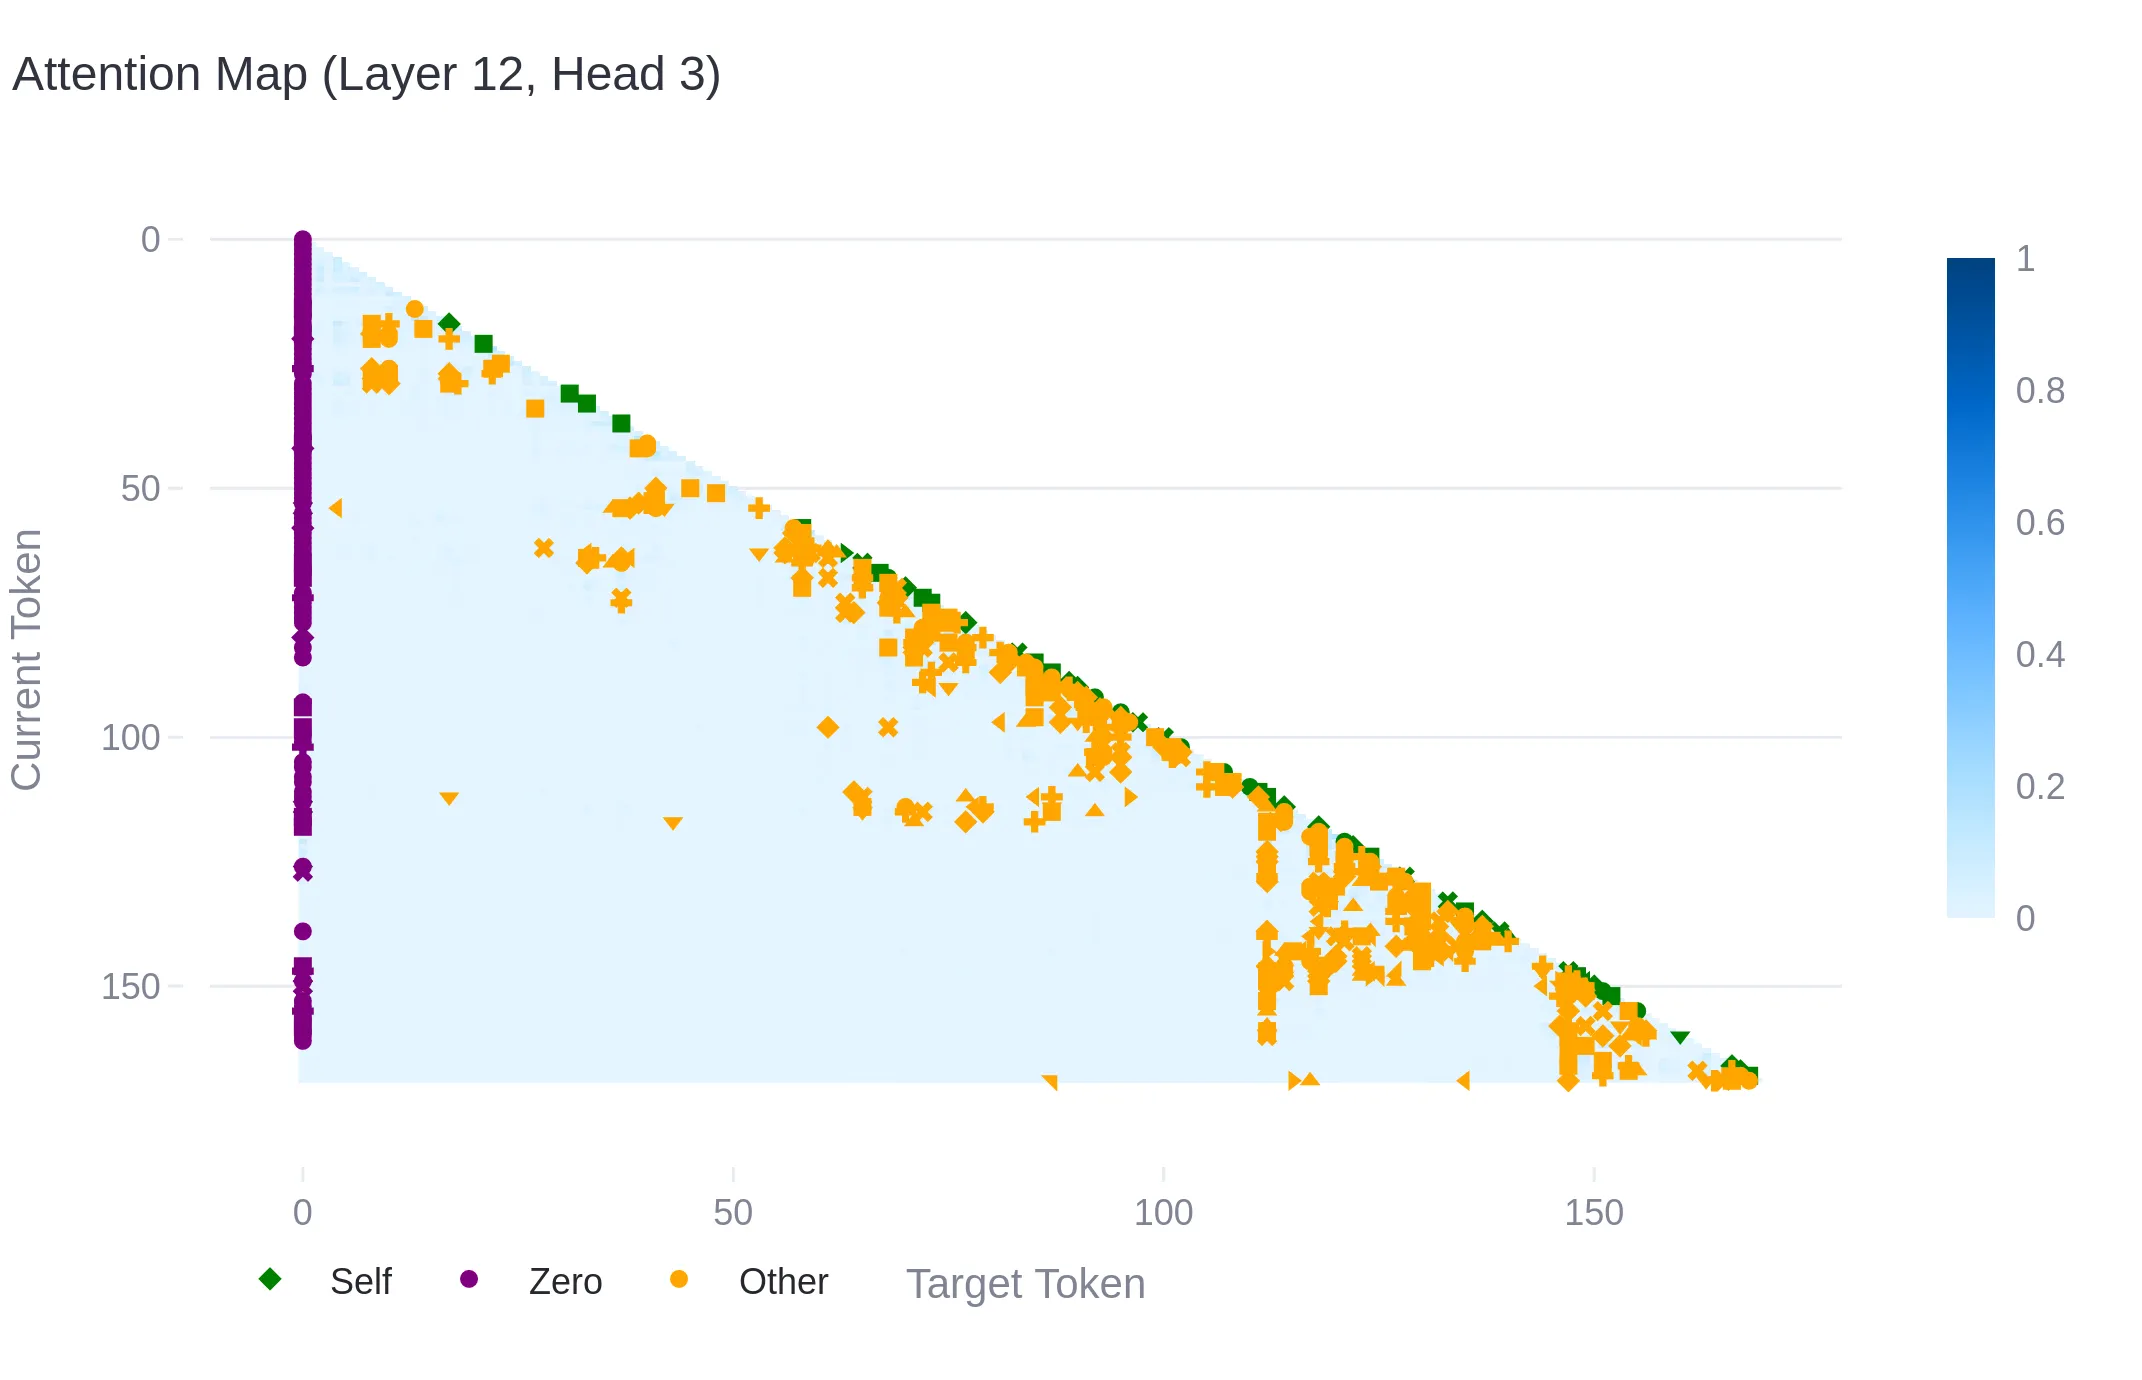 Attention Map (Layer 12, Head 3)
0
50
100
150
Current Token
1
0.8
0.6
0.4
0.2
0
0 50 100 150
Self Zero Other Target Token